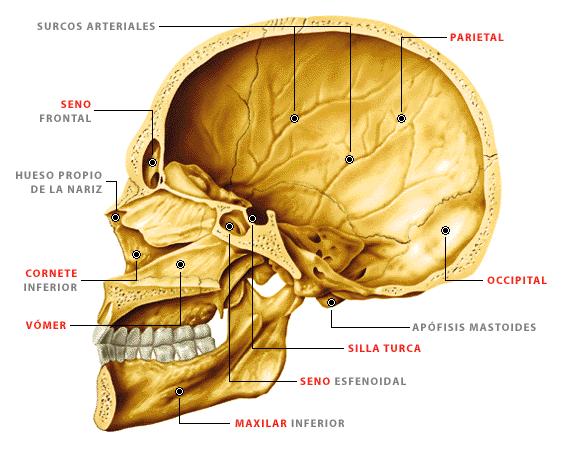 SURCOS ARTERIALES
PARIETAL
SENO
FRONTAL
HUESO PROPIO
DE LA NARIZ
CORNETE
INFERIOR
OCCIPITAL
VÓMER
APÓFISIS MASTOIDES
SILLA TURCA
SENO ESFENOIDAL
MAXILAR INFERIOR